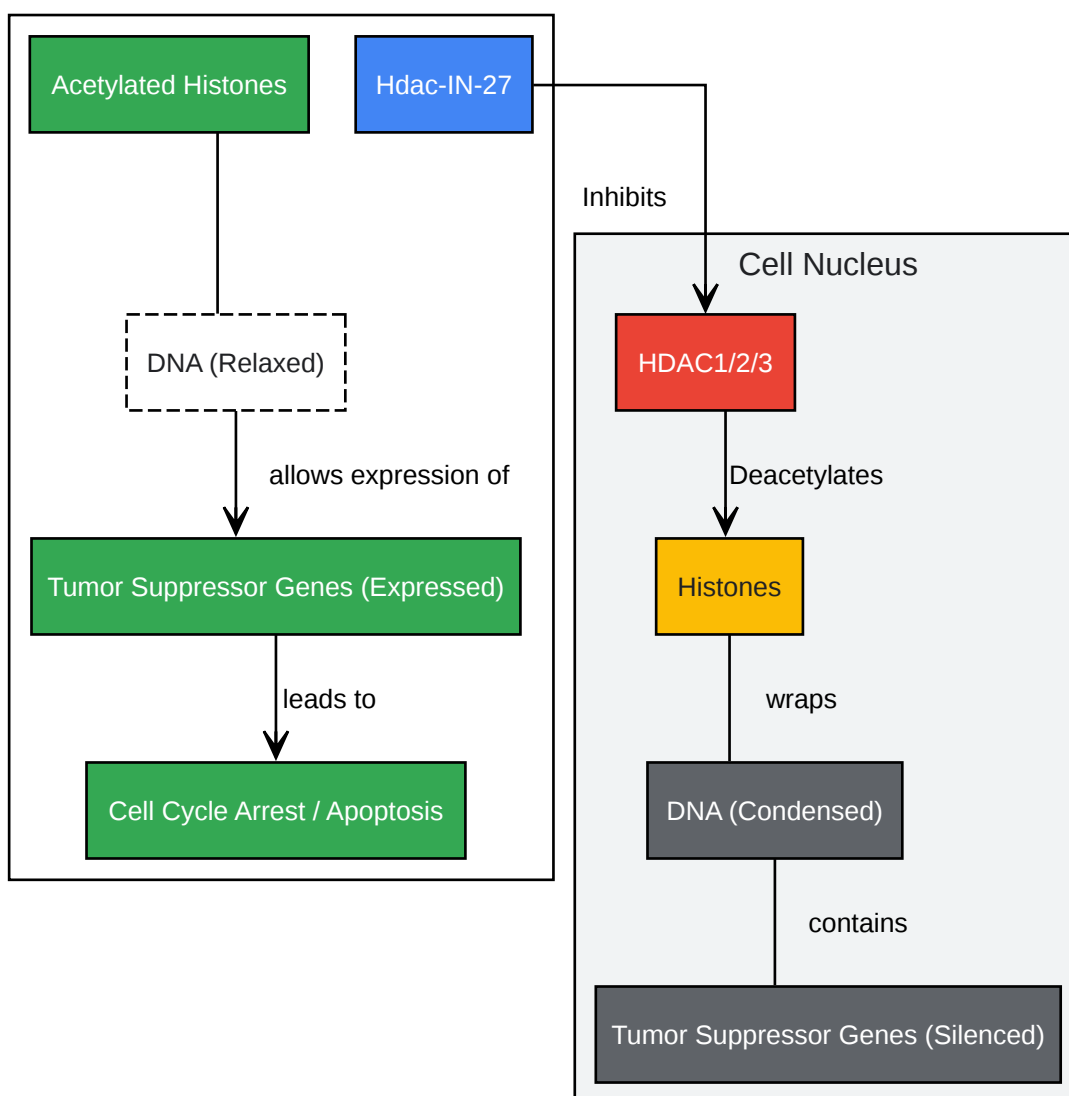 Acetylated Histones
Hdac-IN-27
Inhibits
Cell Nucleus
DNA (Relaxed)
HDAC1/2/3
allows expression of
Deacetylates
Tumor Suppressor Genes (Expressed)
Histones
leads to
wraps
Cell Cycle Arrest / Apoptosis
DNA (Condensed)
contains
Tumor Suppressor Genes (Silenced)